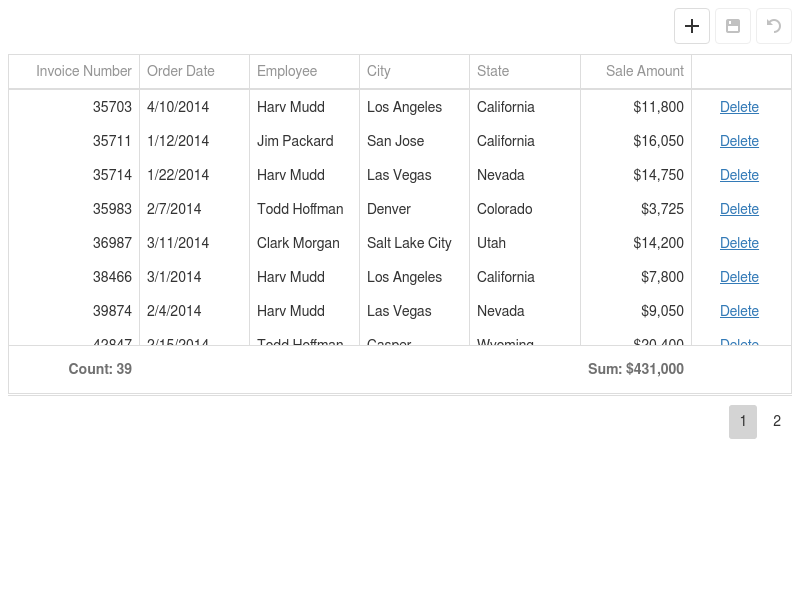 Invoice Number Order Date Employee City State Sale Amount
35703 4/10/2014 Harv Mudd Los Angeles California $11,800 Delete
35711 1/12/2014 Jim Packard San Jose California $16,050 Delete
35714 1/22/2014 Harv Mudd Las Vegas Nevada $14,750 Delete
35983 2/7/2014 Todd Hoffman Denver Colorado $3,725 Delete
36987 3/11/2014 Clark Morgan Salt Lake City Utah $14,200 Delete
38466 3/1/2014 Harv Mudd Los Angeles California $7,800 Delete
39874 2/4/2014 Harv Mudd Las Vegas Nevada $9,050 Delete
42847 2/15/2014 Todd Hoffman Casper Wyoming $20,400 Delete
Count: 39 Sum: $431,000
1 2